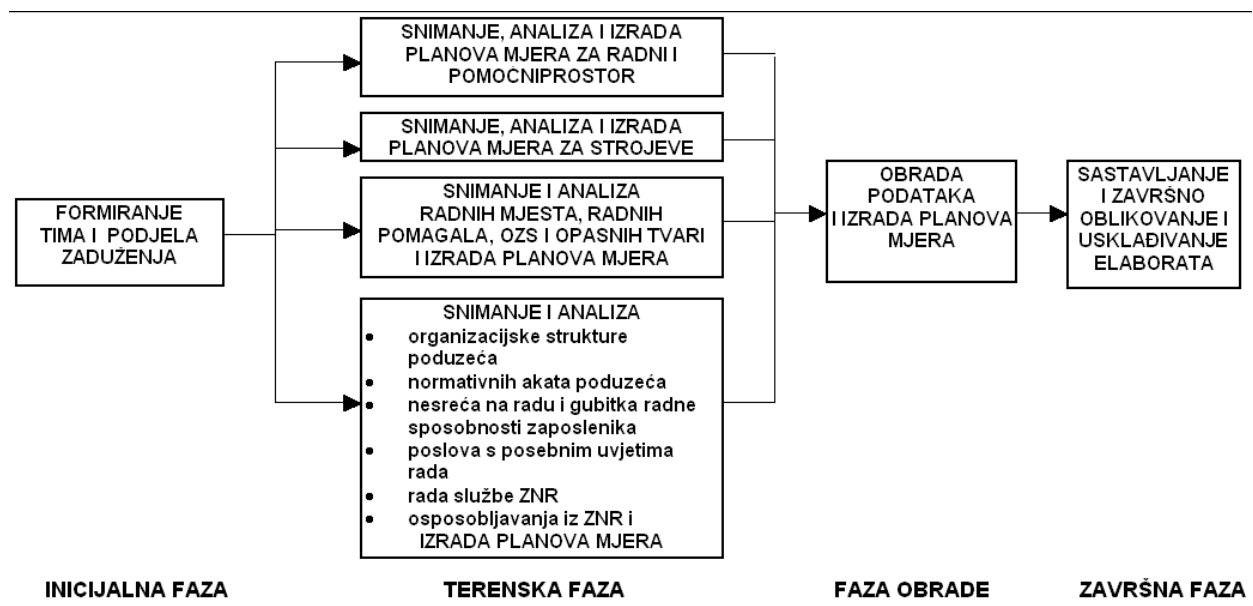 FORMIRANJE
TIMA I PODJELA
ZADUŽENJA
SNIMANJE, ANALIZA I IZRADA
PLANOVA MJERA ZA RADNI I
POMOĆNIPROSTOR
SNIMANJE, ANALIZA I IZRADA
PLANOVA MJERA ZA STROJEVE
SNIMANJE I ANALIZA
RADNIH MJESTA, RADNIH
POMAGALA, OZS I OPASNIH TVARI
I IZRADA PLANOVA MJERA
SNIMANJE I ANALIZA
• organizacijske strukture
poduzeća
• normativnih akata poduzeća
• nesreća na radu i gubitka radne
sposobnosti zaposlenika
• poslova s posebnim uvjetima
rada
• rada službe ZNR
• osposobljavanja iz ZNR i
IZRADA PLANOVA MJERA
OBRADA
PODATAKA
I IZRADA PLANOVA
MJERA
SASTAVLJANJE
I ZAVRŠNO
OBLIKOVANJE I
USKLAĐIVANJE
ELABORATA
INICIJALNA FAZA
TERENSKA FAZA
FAZA OBRADE
ZAVRŠNA FAZA